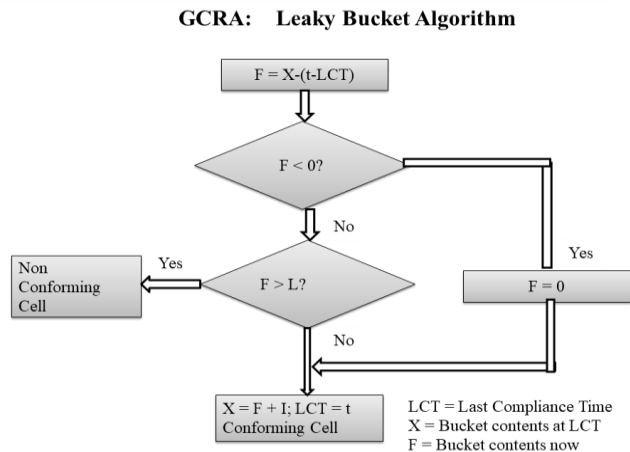 GCRA: Leaky Bucket Algorithm
F = X-(t-LCT)
F < 0?
No
Yes
Non
Conforming
Cell
Yes
F > L?
F = 0
No
X = F + I; LCT = t
Conforming Cell
LCT = Last Compliance Time
X = Bucket contents at LCT
F = Bucket contents now